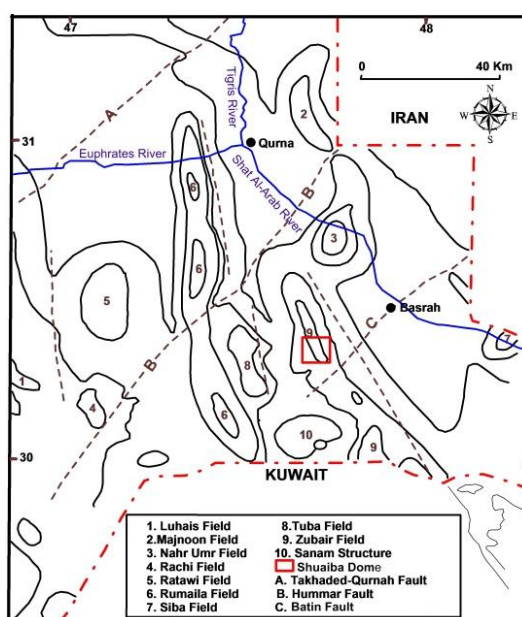 47
48
0 40 Km
N
W E
S
IRAN
Tigris River
A
2
31
Qurna
Euphrates River
Shat Al-Arab River
6
B
3
6
5
Basrah
9
C
7
B
8
1
4
6
10
9
30
KUWAIT
1. Luhais Field
2.Majnoon Field
3. Nahr Umr Field
4. Rachi Field
5. Ratawi Field
6. Rumaila Field
7. Siba Field
8.Tuba Field
9. Zubair Field
10. Sanam Structure
Shuaiba Dome
A. Takhaded-Qurnah Fault
B. Hummar Fault
C. Batin Fault